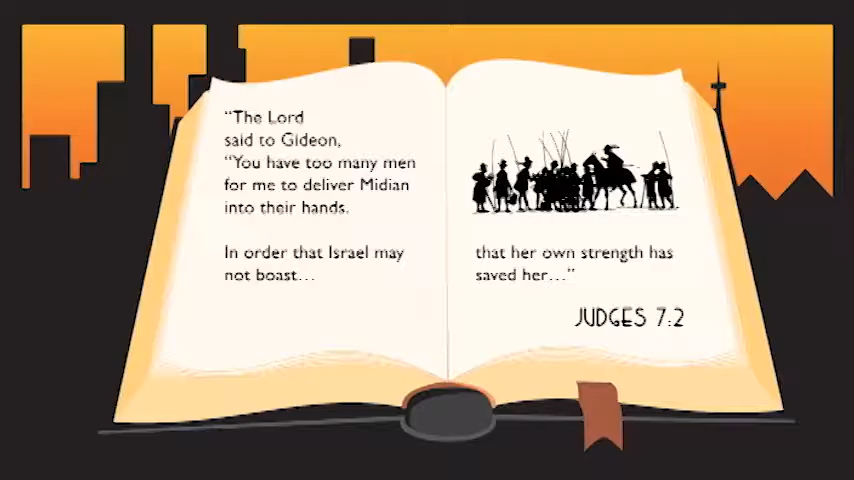 “The Lord
said to Gideon,
“You have too many men
for me to deliver Midian
into their hands.
In order that Israel may
not boast...
that her own strength has
saved her...”
JUDGES 7:2